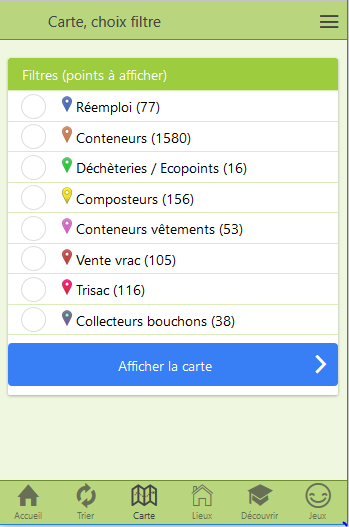 Carte, choix filtre
Filtres (points à afficher)
Réemploi (77)
Conteneurs (1580)
Déchèteries / Ecopoints (16)
Composteurs (156)
Conteneurs vêtements (53)
Vente vrac (105)
Trisac (116)
Collecteurs bouchons (38)
Afficher la carte
Accueil Trier Carte Lieux Découvrir Jeux